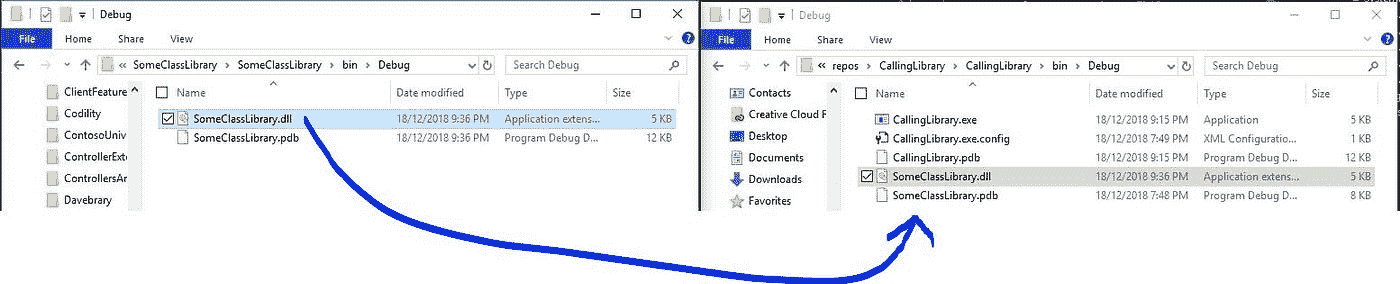 Debug
File Home Share View
« SomeClassLibrary > SomeClassLibrary > bin > Debug
Search Debug
Name Date modified Type Size
ClientFeature
Codility
ContosoUniv
ControllerExte
ControllersAr
Davebrary
SomeClassLibrary.dll 18/12/2018 9:36 PM Application extens... 5 KB
SomeClassLibrary.pdb 18/12/2018 9:36 PM Program Debug D... 12 KB
Debug
File Home Share View
« repos > CallingLibrary > CallingLibrary > bin > Debug
Search Debug
Name Date modified Type Size
Contacts
Creative Cloud F
Desktop
Documents
Downloads
Favorites
CallingLibrary.exe 18/12/2018 9:15 PM Application 5 KB
CallingLibrary.exe.config 18/12/2018 7:49 PM XML Configuratio... 1 KB
CallingLibrary.pdb 18/12/2018 9:15 PM Program Debug D... 12 KB
SomeClassLibrary.dll 18/12/2018 9:36 PM Application extens... 5 KB
SomeClassLibrary.pdb 18/12/2018 7:48 PM Program Debug D... 8 KB